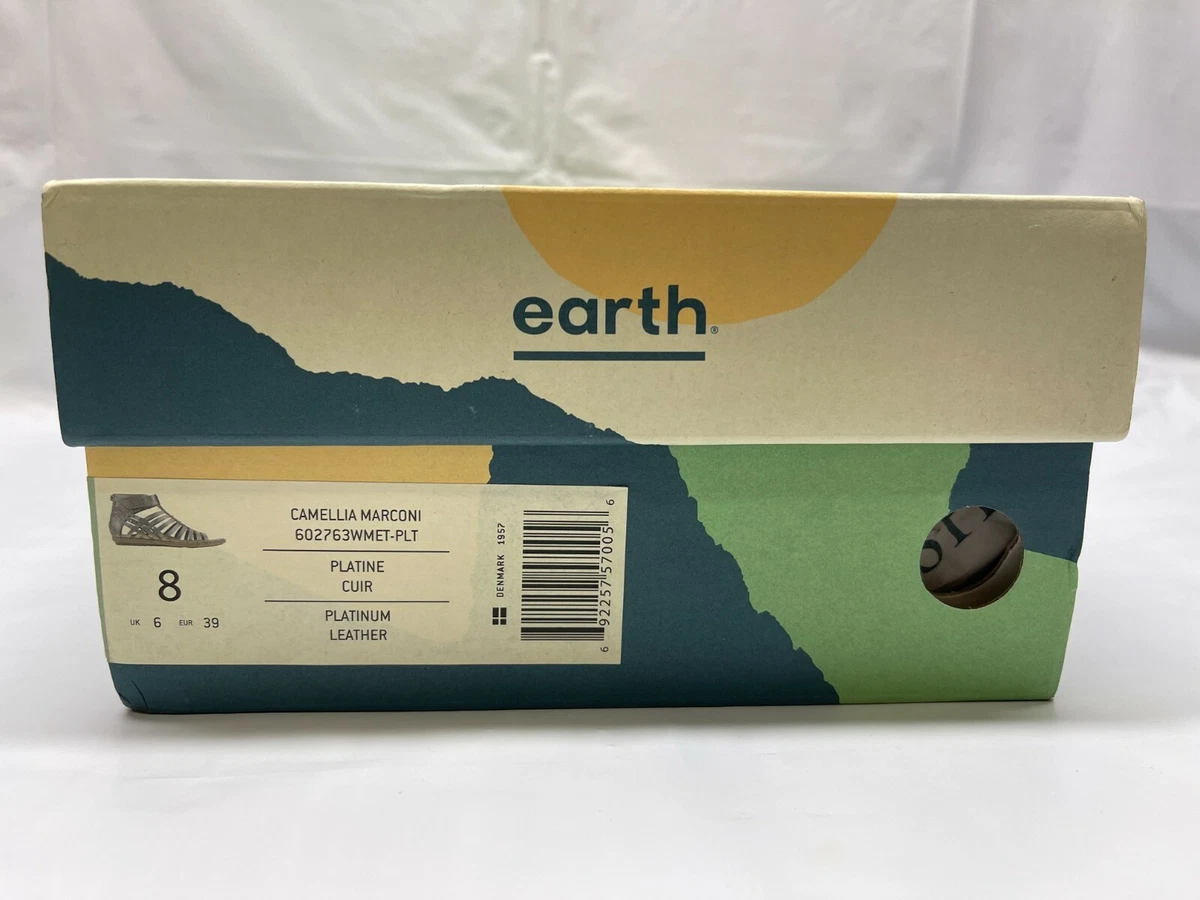 earth®
CAMELLIA MARCONI
602763WMET-PLT
PLATINE
CUIR
PLATINUM
LEATHER
8
UK 6 EUR 39
DENMARK 1957
6 92257 57005 6